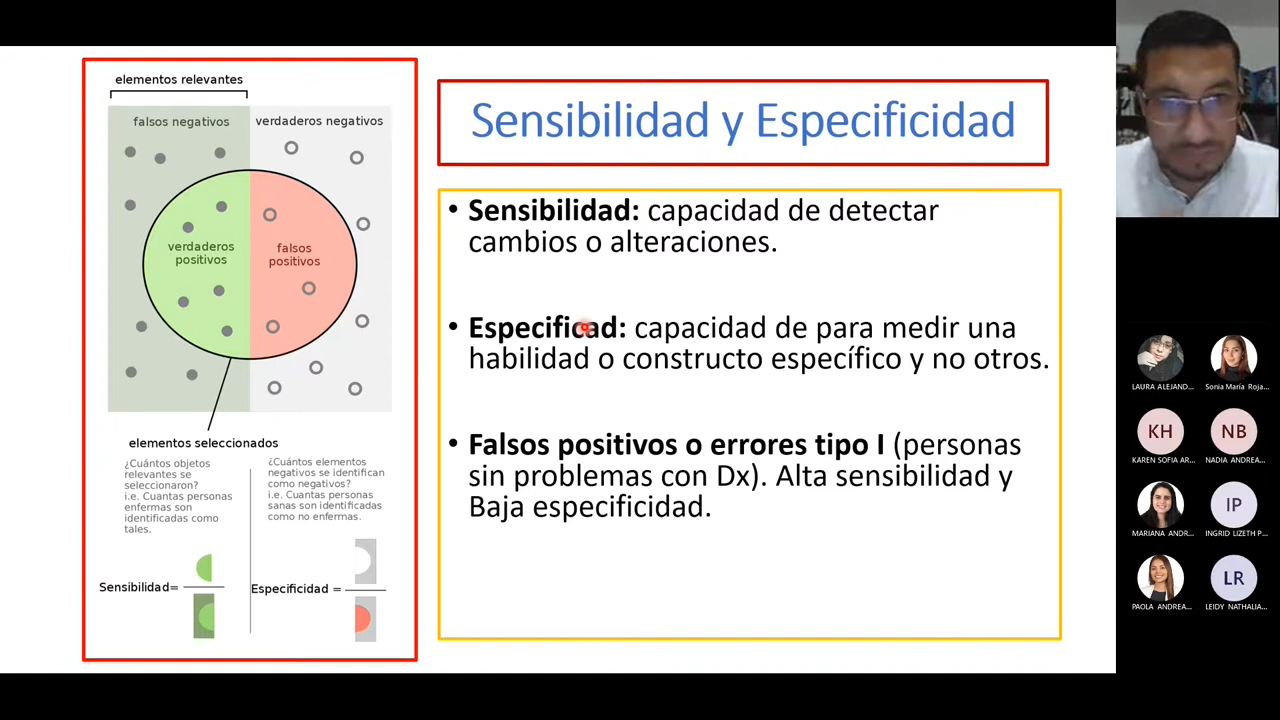 elementos relevantes
falsos negativos
verdaderos negativos
verdaderos
positivos
falsos
positivos
elementos seleccionados
¿Cuántos objetos
relevantes se
seleccionaron?
i.e. Cuantas personas
enfermas son
identificadas como
tales.
¿Cuántos elementos
negativos se identifican
como negativos?
i.e. Cuantas personas
sanas son identificadas
como no enfermas.
Sensibilidad=
Especificidad =
Sensibilidad y Especificidad
• Sensibilidad: capacidad de detectar
cambios o alteraciones.
• Especificad: capacidad de para medir una
habilidad o constructo específico y no otros.
• Falsos positivos o errores tipo I (personas
sin problemas con Dx). Alta sensibilidad y
Baja especificidad.
LAURA ALEJAND...
Sonia María Roja...
KH
NB
KAREN SOFIA AR...
NADIA ANDREA...
IP
MARIANA ANDR...
INGRID LIZETH P...
LR
PAOLA ANDREA...
LEIDY NATHALIA...